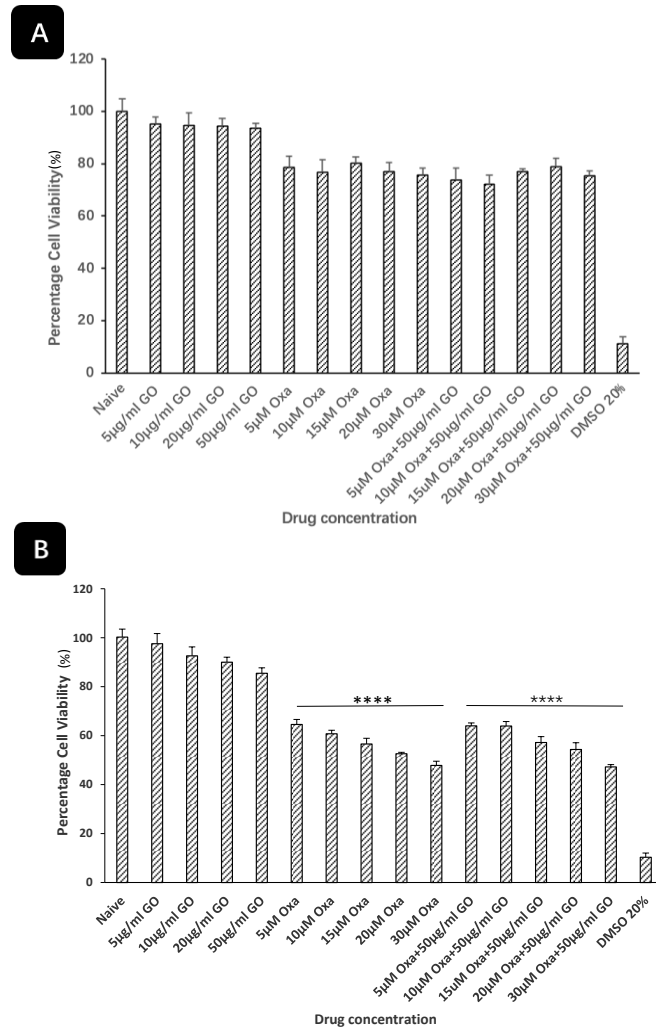 A
Percentage Cell Viability(%)
120
100
80
60
40
20
0
Naive
5μg/ml GO
10μg/ml GO
20μg/ml GO
50μg/ml GO
5μM Oxa
10μM Oxa
15μM Oxa
20μM Oxa
30μM Oxa
5μM Oxa+50μg/ml GO
10μM Oxa+50μg/ml GO
15uM Oxa+50μg/ml GO
20μM Oxa+50μg/ml GO
30μM Oxa+50μg/ml GO
DMSO 20%
Drug concentration
B
Percentage Cell Viability (%)
120
100
80
60
40
20
0
****
****
Naive
5μg/ml GO
10μg/ml GO
20μg/ml GO
50μg/ml GO
5μM Oxa
10μM Oxa
15μM Oxa
20μM Oxa
30μM Oxa
5μM Oxa+50μg/ml GO
10μM Oxa+50μg/ml GO
15uM Oxa+50μg/ml GO
20μM Oxa+50μg/ml GO
30μM Oxa+50μg/ml GO
DMSO 20%
Drug concentration